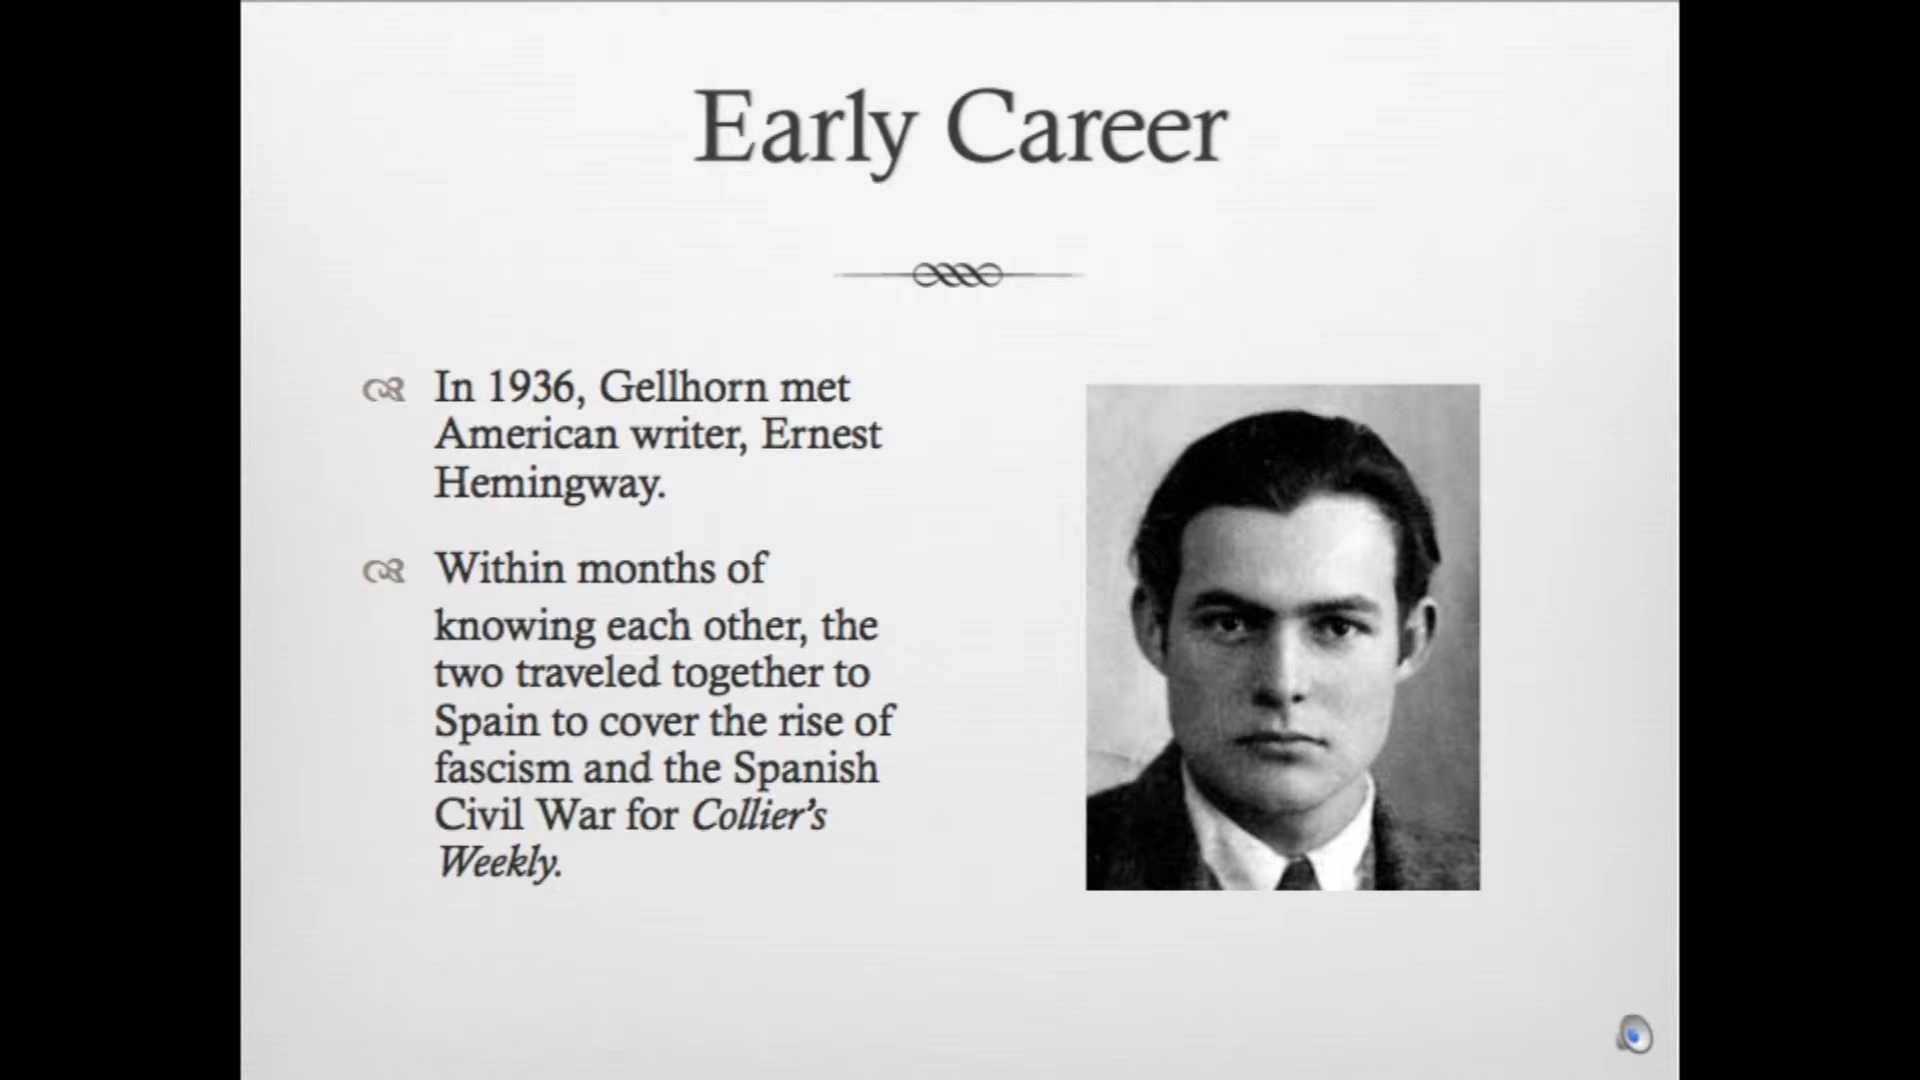 Early Career
In 1936, Gellhorn met
American writer, Ernest
Hemingway.
Within months of
knowing each other, the
two traveled together to
Spain to cover the rise of
fascism and the Spanish
Civil War for Collier’s
Weekly.